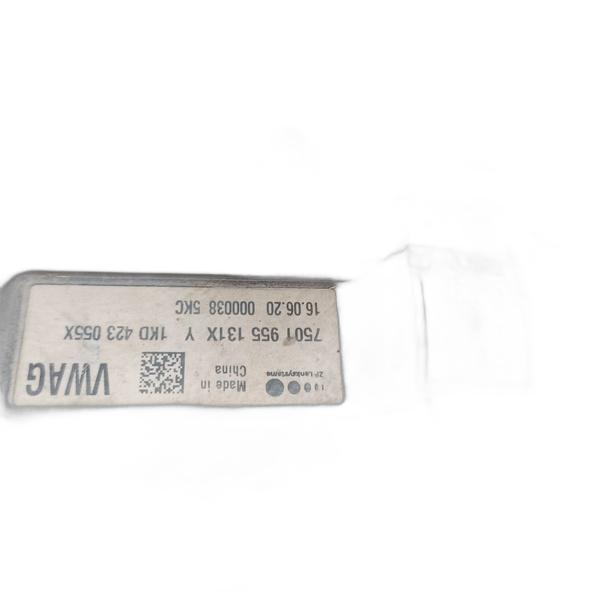 ZF Lenksysteme
Made in
China
VWAG
7501 955 131X Y 1KD 423 055X
16.06.20 000038 5KC